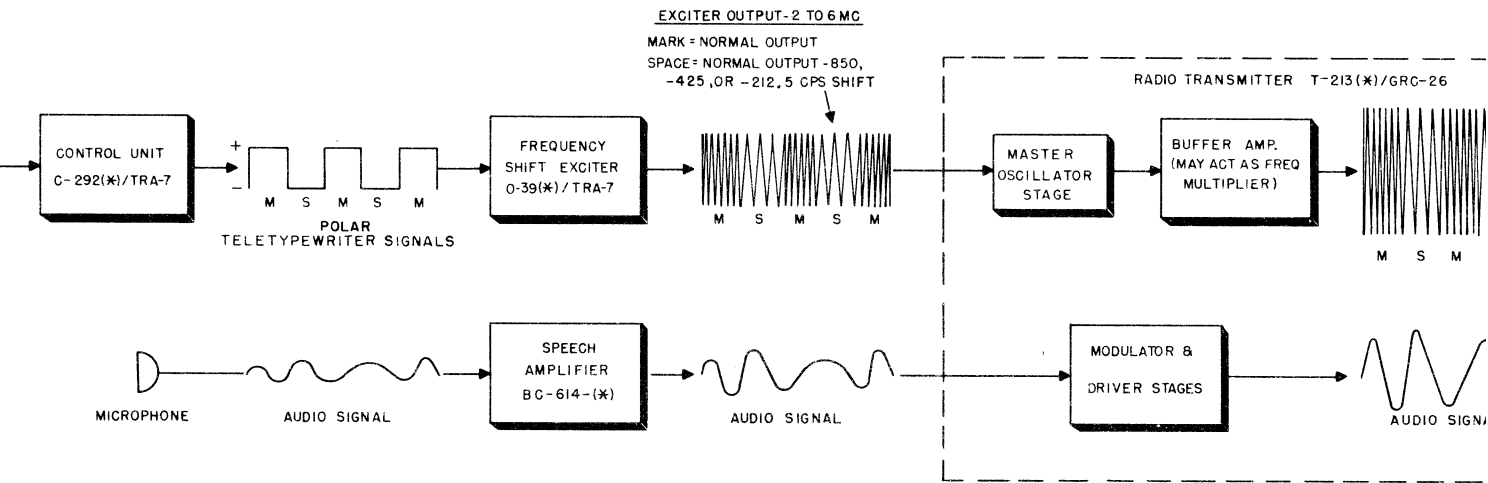 EXCITER OUTPUT-2 TO 6 MC
MARK = NORMAL OUTPUT
SPACE = NORMAL OUTPUT -850,
-425, OR -212.5 CPS SHIFT
RADIO TRANSMITTER T-213(*)/GRC-26
CONTROL UNIT
C-292(*)/TRA-7
+
–
M S M S M
POLAR
TELETYPEWRITER SIGNALS
FREQUENCY
SHIFT EXCITER
O-39(*)/TRA-7
M S M S M
MASTER
OSCILLATOR
STAGE
BUFFER AMP.
(MAY ACT AS FREQ
MULTIPLIER)
M S M
MICROPHONE
AUDIO SIGNAL
SPEECH
AMPLIFIER
BC-614-(*)
AUDIO SIGNAL
MODULATOR &
DRIVER STAGES
AUDIO SIGNA